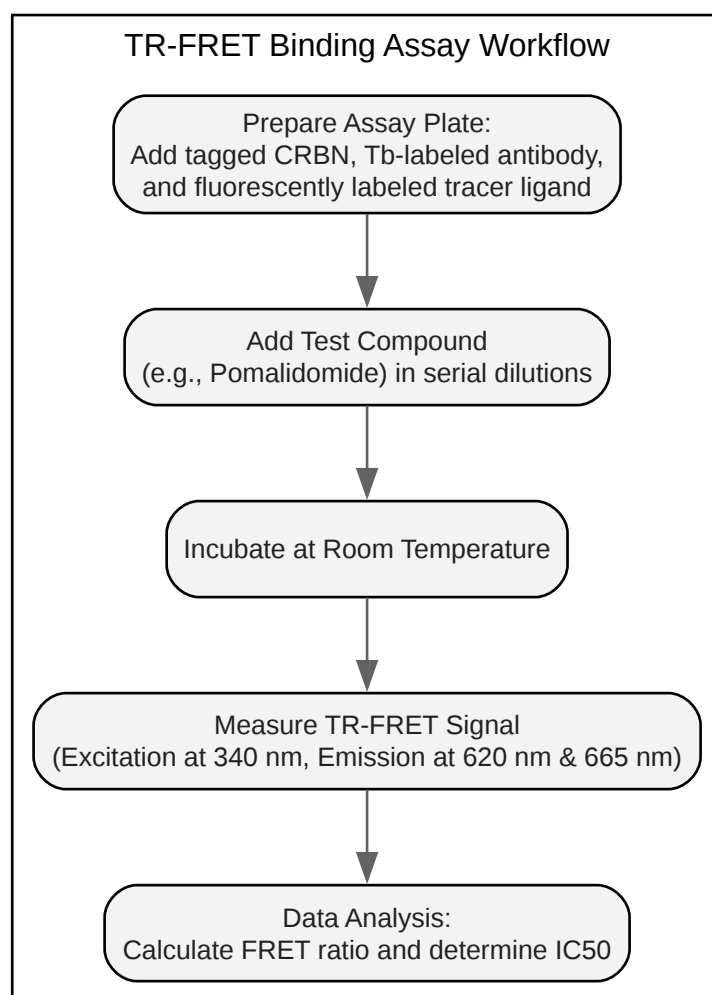 TR-FRET Binding Assay Workflow
Prepare Assay Plate:
Add tagged CRBN, Tb-labeled antibody,
and fluorescently labeled tracer ligand
Add Test Compound
(e.g., Pomalidomide) in serial dilutions
Incubate at Room Temperature
Measure TR-FRET Signal
(Excitation at 340 nm, Emission at 620 nm & 665 nm)
Data Analysis:
Calculate FRET ratio and determine IC50